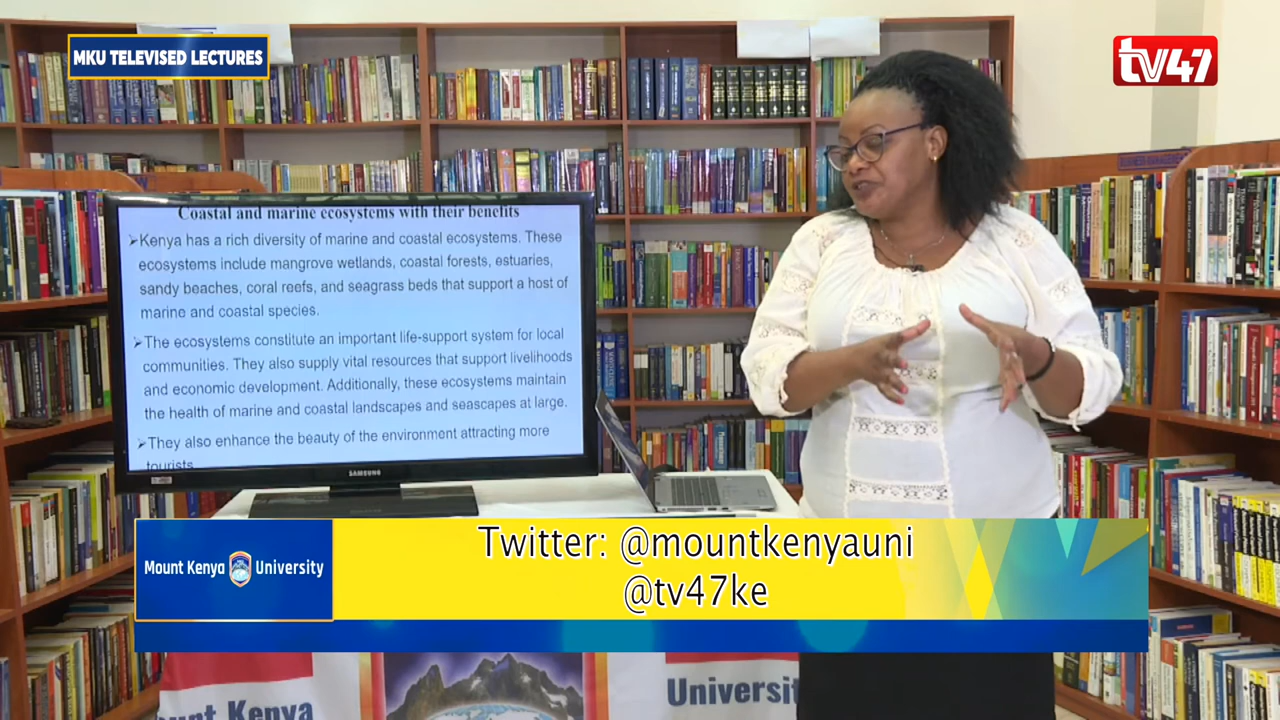 MKU TELEVISED LECTURES
tv47
BUSINESS MANAGEMENT
Coastal and marine ecosystems with their benefits
➢Kenya has a rich diversity of marine and coastal ecosystems. These
ecosystems include mangrove wetlands, coastal forests, estuaries,
sandy beaches, coral reefs, and seagrass beds that support a host of
marine and coastal species.
➢The ecosystems constitute an important life-support system for local
communities. They also supply vital resources that support livelihoods
and economic development. Additionally, these ecosystems maintain
the health of marine and coastal landscapes and seascapes at large.
➢They also enhance the beauty of the environment attracting more
tourists
SAMSUNG
Mount Kenya University
Twitter: @mountkenyauni
@tv47ke
ount Kenya
Universit